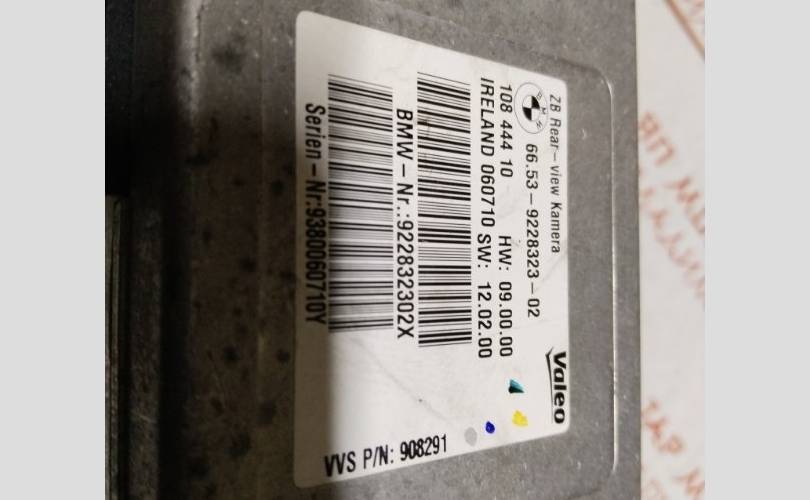 ZB Rear-view Kamera
Valeo
BMW
66.53-9228323-02
108 444 10 HW: 09.00.00
IRELAND 060710 SW: 12.02.00
BMW-Nr.:922832302X
Serien-Nr:9380060710Y
VVS P/N: 908291